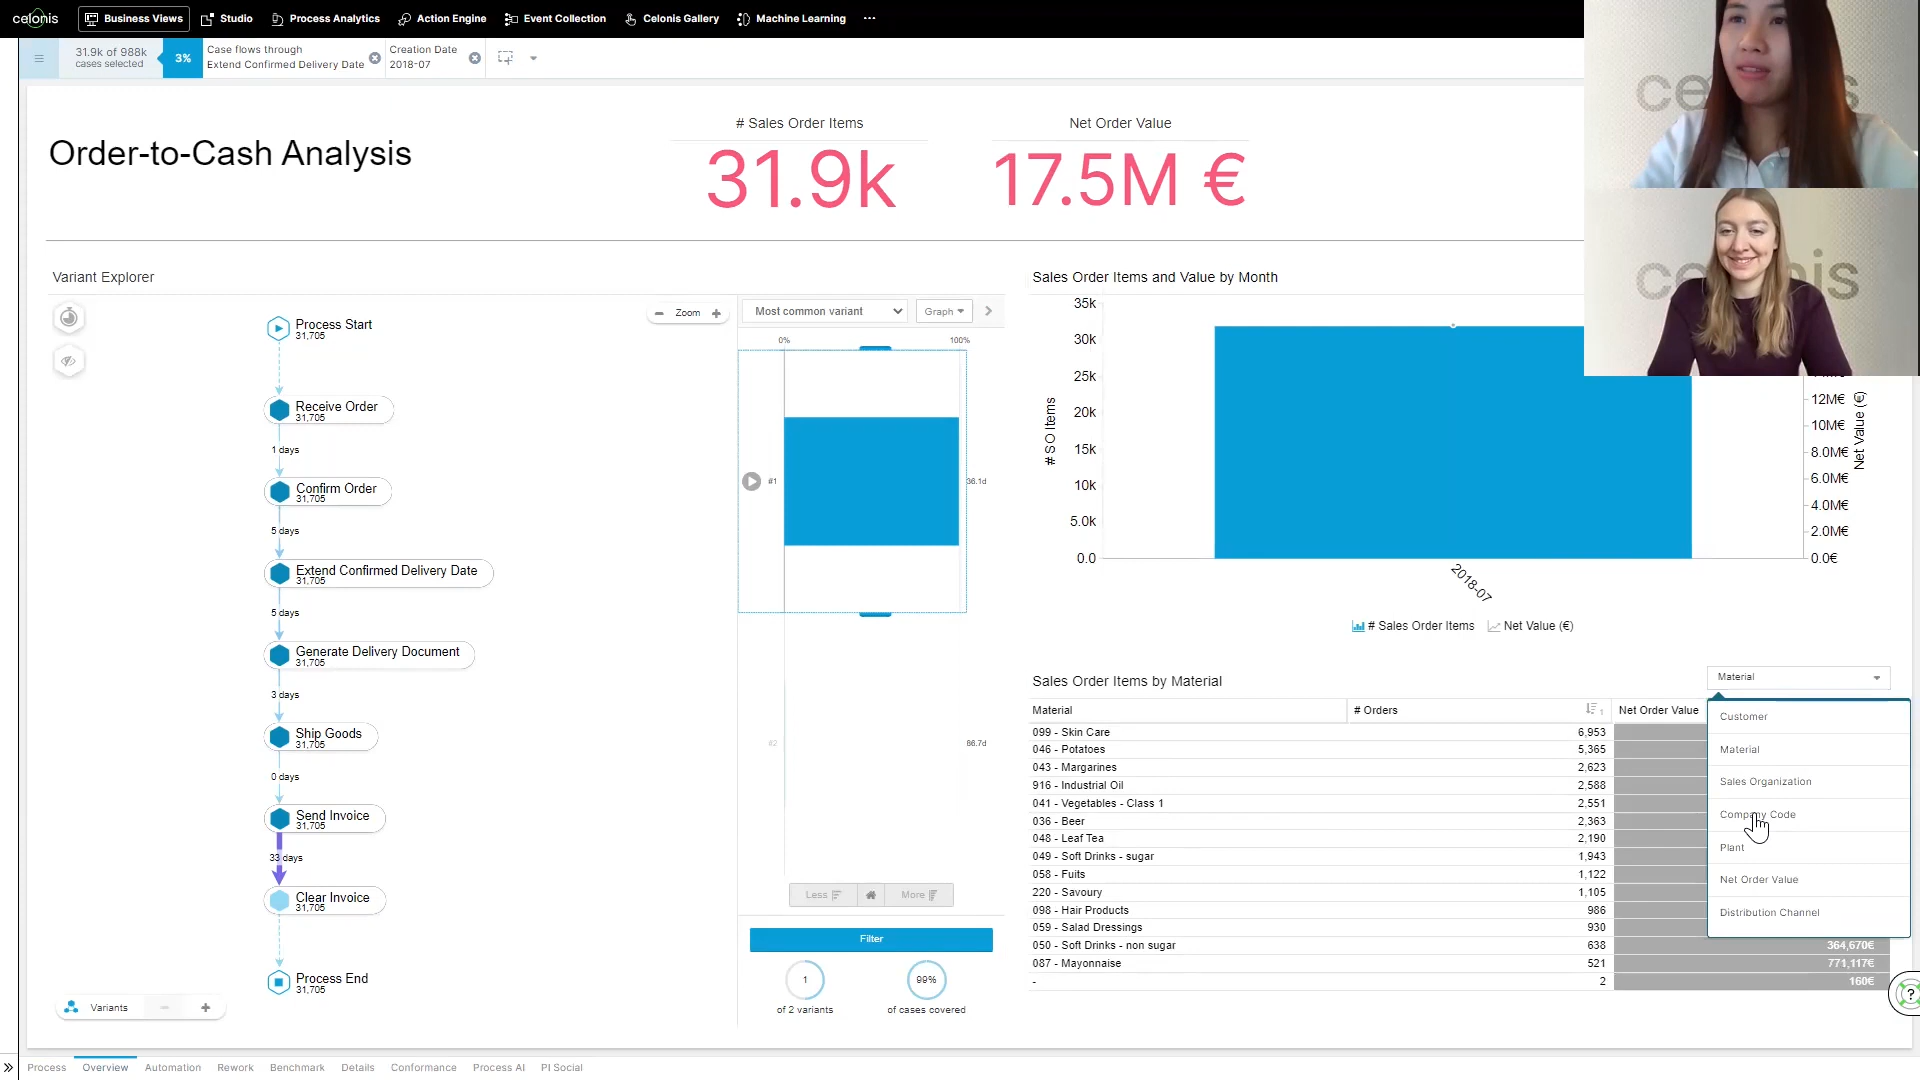 celonis
Business Views
Studio
Process Analytics
Action Engine
Event Collection
Celonis Gallery
Machine Learning
31.9k of 988k
cases selected
3%
Case flows through
Extend Confirmed Delivery Date
Creation Date
2018-07
Order-to-Cash Analysis
# Sales Order Items
31.9k
Net Order Value
17.5M €
Variant Explorer
Process Start
31,705
Receive Order
31,705
1 days
Confirm Order
31,705
5 days
Extend Confirmed Delivery Date
31,705
5 days
Generate Delivery Document
31,705
3 days
Ship Goods
31,705
0 days
Send Invoice
31,705
33 days
Clear Invoice
31,705
Process End
31,705
Zoom
Variants
Most common variant
Graph
0%
100%
#1
36.1d
#2
86.7d
Less
More
Filter
1
99%
of 2 variants
of cases covered
Sales Order Items and Value by Month
35k
30k
25k
20k
15k
10k
5.0k
0.0
# SO Items
12M€
10M€
8.0M€
6.0M€
4.0M€
2.0M€
0.0€
Net Value (€)
2018-07
# Sales Order Items
Net Value (€)
Sales Order Items by Material
Material
Material # Orders 1 Net Order Value
099 - Skin Care 6,953
046 - Potatoes 5,365
043 - Margarines 2,623
916 - Industrial Oil 2,588
041 - Vegetables - Class 1 2,551
036 - Beer 2,363
048 - Leaf Tea 2,190
049 - Soft Drinks - sugar 1,943
058 - Fuits 1,122
220 - Savoury 1,105
098 - Hair Products 986
059 - Salad Dressings 930
050 - Soft Drinks - non sugar 638 364,670€
087 - Mayonnaise 521 771,117€
- 2 160€
Customer
Material
Sales Organization
Company Code
Plant
Net Order Value
Distribution Channel
?
Process
Overview
Automation
Rework
Benchmark
Details
Conformance
Process AI
PI Social